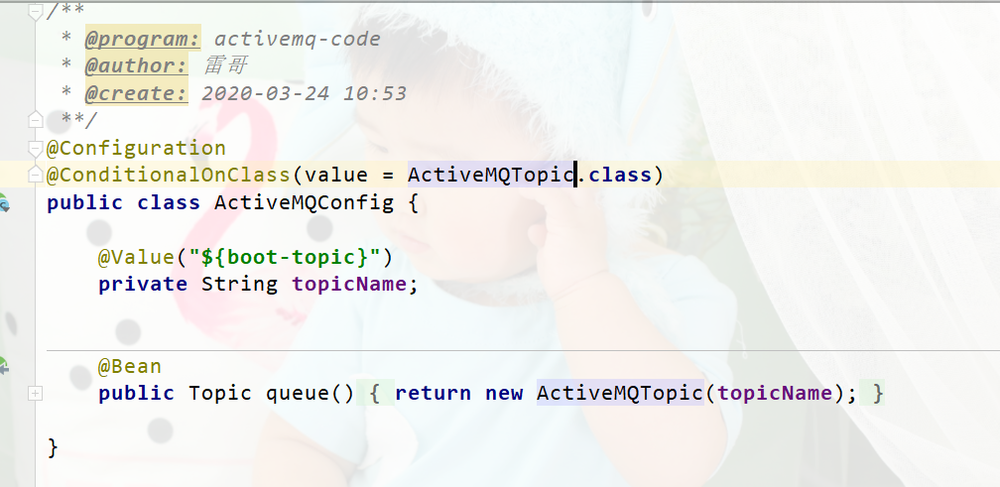 /**
 * @program: activemq-code
 * @author: 雷哥
 * @create: 2020-03-24 10:53
 **/
@Configuration
@ConditionalOnClass(value = ActiveMQTopic.class)
public class ActiveMQConfig {
    @Value("${boot-topic}")
    private String topicName;
    @Bean
    public Topic queue() { return new ActiveMQTopic(topicName); }
}